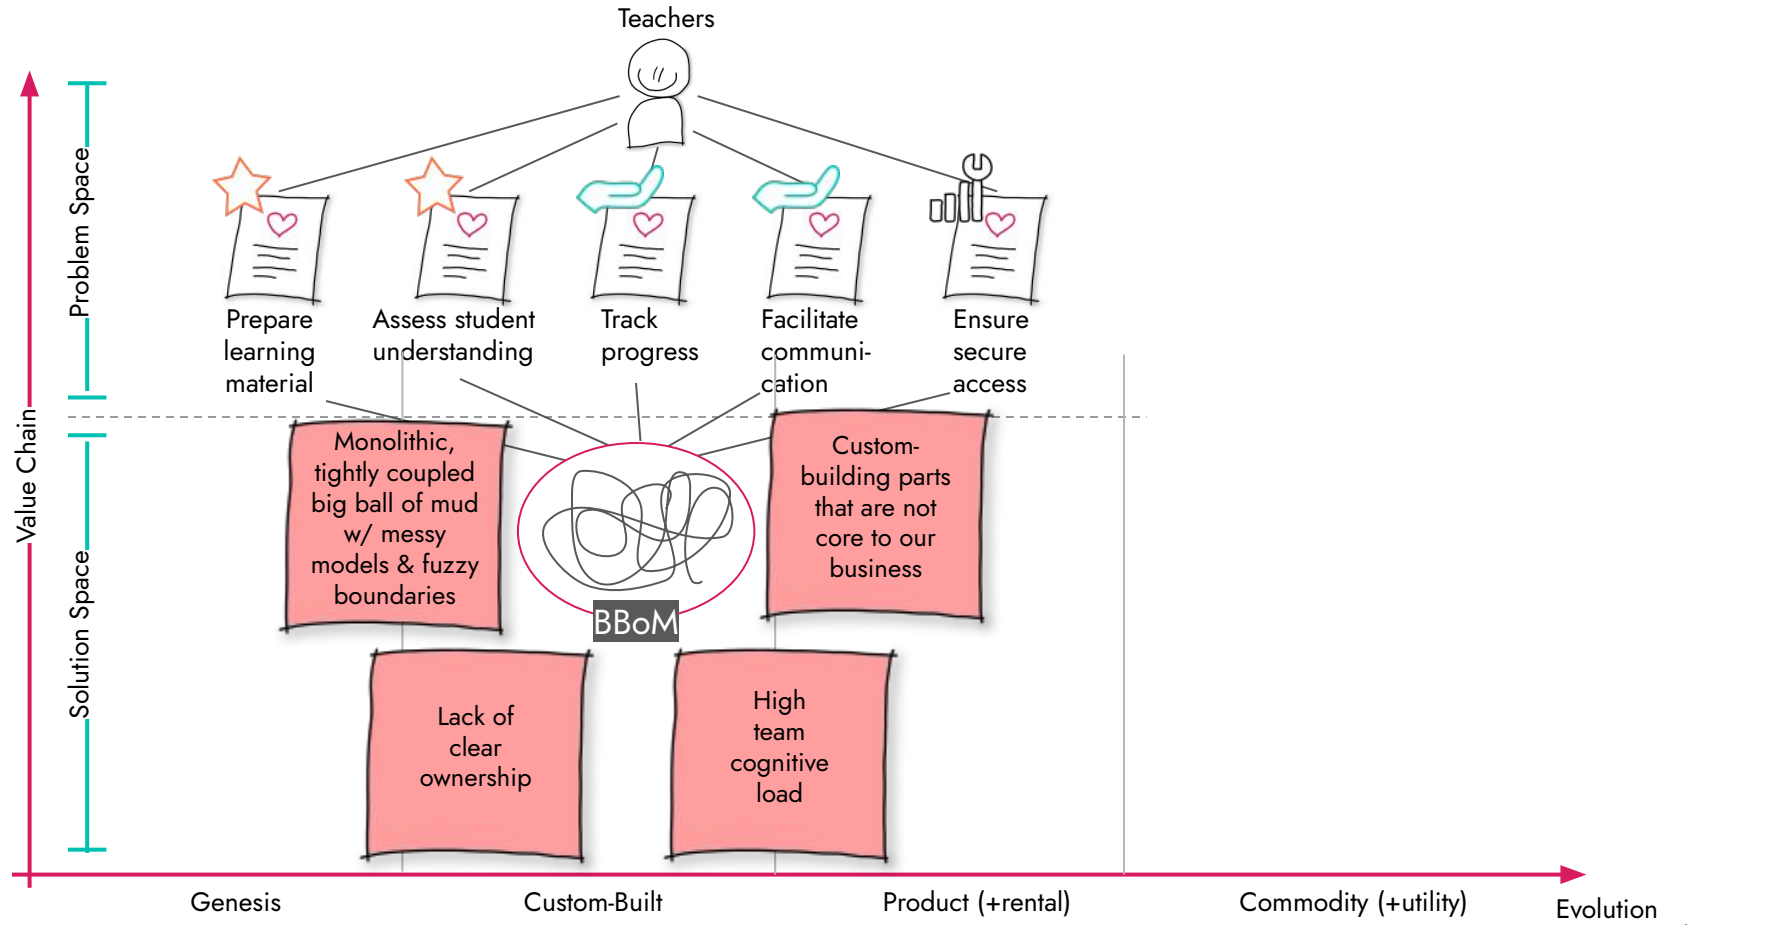 Teachers
Problem Space
Prepare
learning
material
Assess student
understanding
Track
progress
Facilitate
communi-
cation
Ensure
secure
access
Value Chain
Solution Space
Monolithic,
tightly coupled
big ball of mud
w/ messy
models & fuzzy
boundaries
BBoM
Custom-
building parts
that are not
core to our
business
Lack of
clear
ownership
High
team
cognitive
load
Genesis
Custom-Built
Product (+rental)
Commodity (+utility)
Evolution